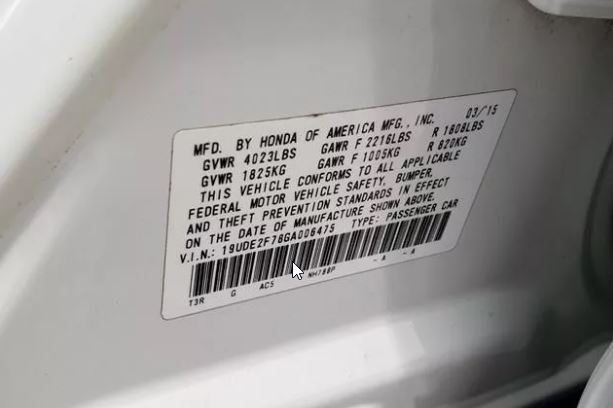 MFD. BY HONDA OF AMERICA MFG., INC. 03/'15
GVWR 4023LBS GAWR F 2216LBS R 1808LBS
GVWR 1825KG GAWR F 1005KG R 820KG
THIS VEHICLE CONFORMS TO ALL APPLICABLE
FEDERAL MOTOR VEHICLE SAFETY, BUMPER,
AND THEFT PREVENTION STANDARDS IN EFFECT
ON THE DATE OF MANUFACTURE SHOWN ABOVE.
V.I.N.: 19UDE2F78GA006475 TYPE: PASSENGER CAR
T3R G AC5 NH788P - A - A